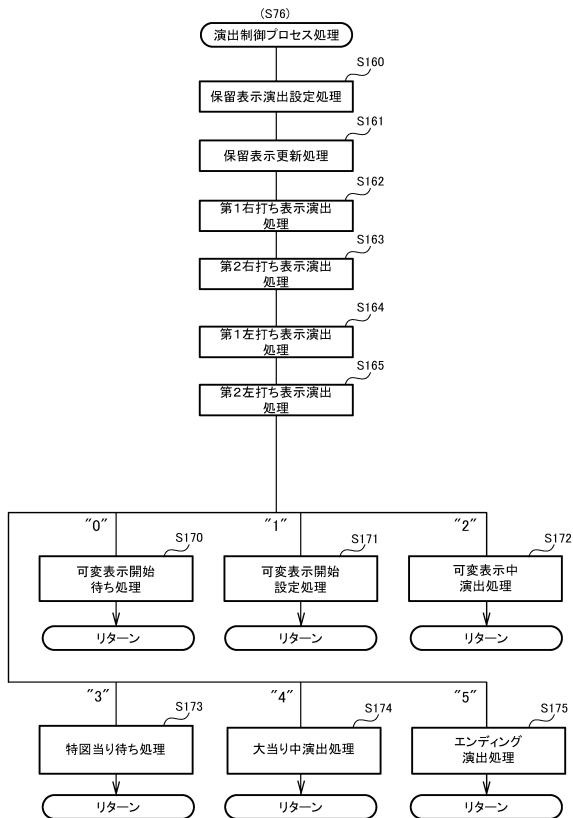 (S76)
演出制御プロセス処理
S160
保留表示演出設定処理
S161
保留表示更新処理
S162
第1右打ち表示演出
処理
S163
第2右打ち表示演出
処理
S164
第1左打ち表示演出
処理
S165
第2左打ち表示演出
処理
"0"
"1"
"2"
S170
可変表示開始
待ち処理
リターン
S171
可変表示開始
設定処理
リターン
S172
可変表示中
演出処理
リターン
"3"
"4"
"5"
S173
特図当り待ち処理
リターン
S174
大当り中演出処理
リターン
S175
エンディング
演出処理
リターン